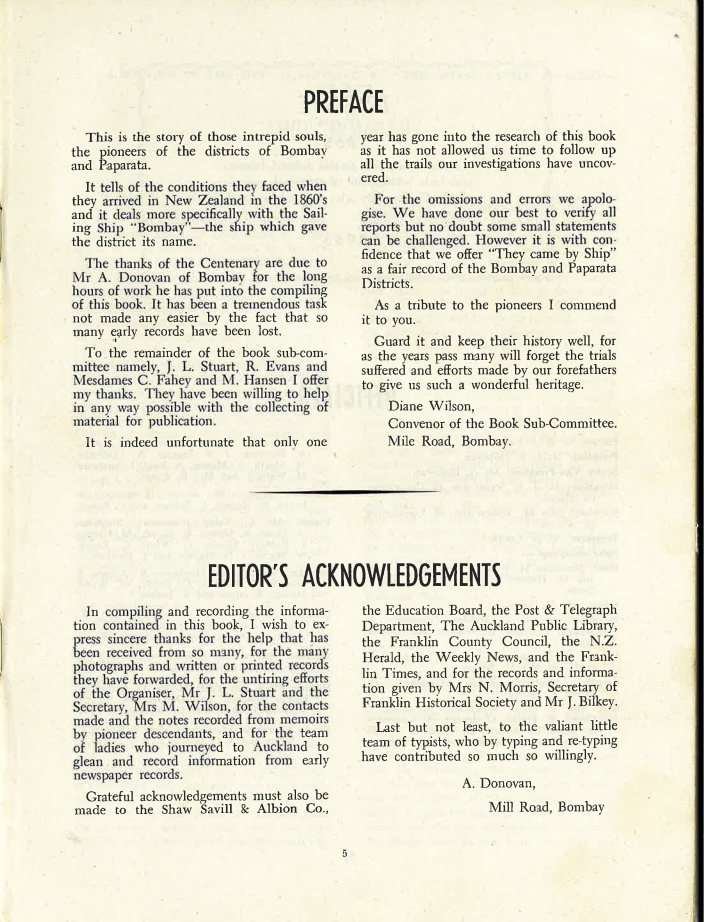 PREFACE
This is the story of those intrepid souls,
the pioneers of the districts of Bombay
and Paparata.
It tells of the conditions they faced when
they arrived in New Zealand in the 1860's
and it deals more specifically with the Sail-
ing Ship "Bombay"—the ship which gave
the district its name.
The thanks of the Centenary are due to
Mr A. Donovan of Bombay for the long
hours of work he has put into the compiling
of this book. It has been a tremendous task
not made any easier by the fact that so
many early records have been lost.
To the remainder of the book sub-com-
mittee namely, J. L. Stuart, R. Evans and
Mesdames C. Fahey and M. Hansen I offer
my thanks. They have been willing to help
in any way possible with the collecting of
material for publication.
It is indeed unfortunate that only one
year has gone into the research of this book
as it has not allowed us time to follow up
all the trails our investigations have uncov-
ered.
For the omissions and errors we apolo-
gise. We have done our best to verify all
reports but no doubt some small statements
can be challenged. However it is with con-
fidence that we offer "They came by Ship"
as a fair record of the Bombay and Paparata
Districts.
As a tribute to the pioneers I commend
it to you.
Guard it and keep their history well, for
as the years pass many will forget the trials
suffered and efforts made by our forefathers
to give us such a wonderful heritage.
Diane Wilson,
Convenor of the Book Sub-Committee.
Mile Road, Bombay.
EDITOR'S ACKNOWLEDGEMENTS
In compiling and recording the informa-
tion contained in this book, I wish to ex-
press sincere thanks for the help that has
been received from so many, for the many
photographs and written or printed records
they have forwarded, for the untiring efforts
of the Organiser, Mr J. L. Stuart and the
Secretary, Mrs M. Wilson, for the contacts
made and the notes recorded from memoirs
by pioneer descendants, and for the team
of ladies who journeyed to Auckland to
glean and record information from early
newspaper records.
Grateful acknowledgements must also be
made to the Shaw Savill & Albion Co.,
the Education Board, the Post & Telegraph
Department, The Auckland Public Library,
the Franklin County Council, the N.Z.
Herald, the Weekly News, and the Frank-
lin Times, and for the records and informa-
tion given by Mrs N. Morris, Secretary of
Franklin Historical Society and Mr J. Bilkey.
Last but not least, to the valiant little
team of typists, who by typing and re-typing
have contributed so much so willingly.
A. Donovan,
Mill Road, Bombay
5